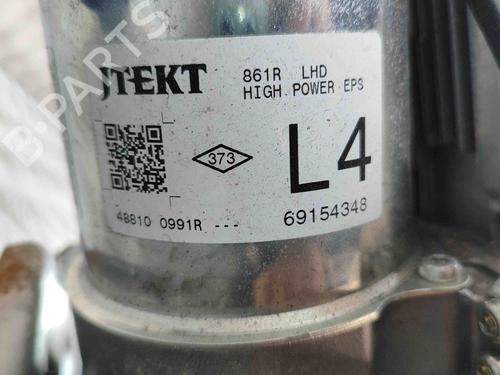 JTEKT
861R LHD
HIGH POWER EPS
373
L4
48810 0991R ---
69154348
B-PARTS